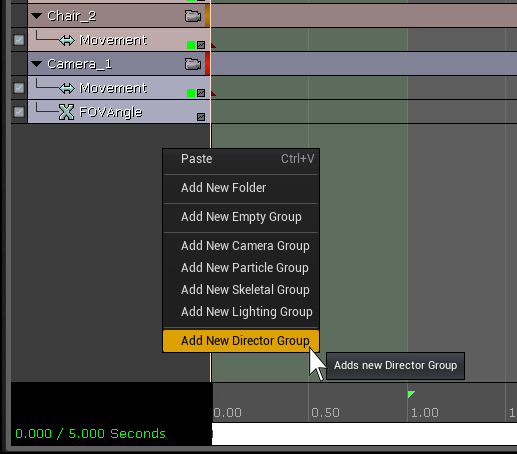 Chair_2
Movement
Camera_1
Movement
FOVAngle
Paste Ctrl+V
Add New Folder
Add New Empty Group
Add New Camera Group
Add New Particle Group
Add New Skeletal Group
Add New Lighting Group
Add New Director Group
Adds new Director Group
0.00 0.50 1.00 1
0.000 / 5.000 Seconds